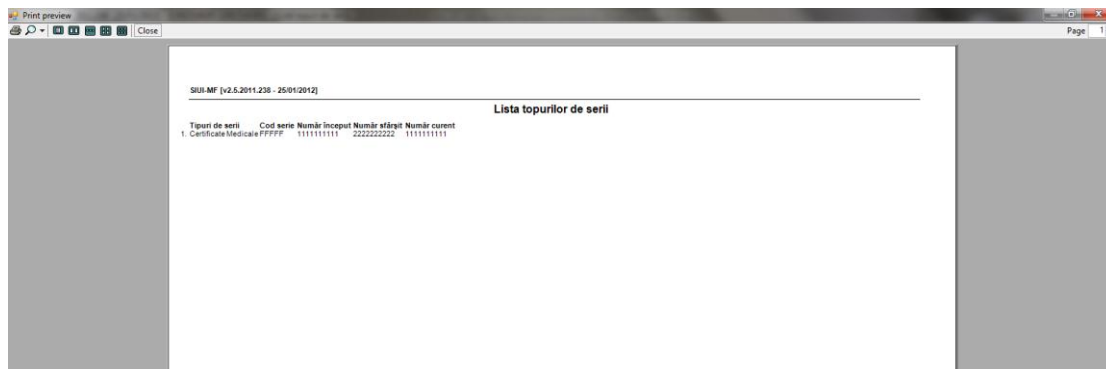 Print preview
Close
Page 1
SIUI-MF [v2.5.2011.238 - 25/01/2012]
Lista topurilor de serii
Tipuri de serii Cod serie Număr început Număr sfârșit Număr curent
1. Certificate Medicale FFFFF 1111111111 2222222222 1111111111